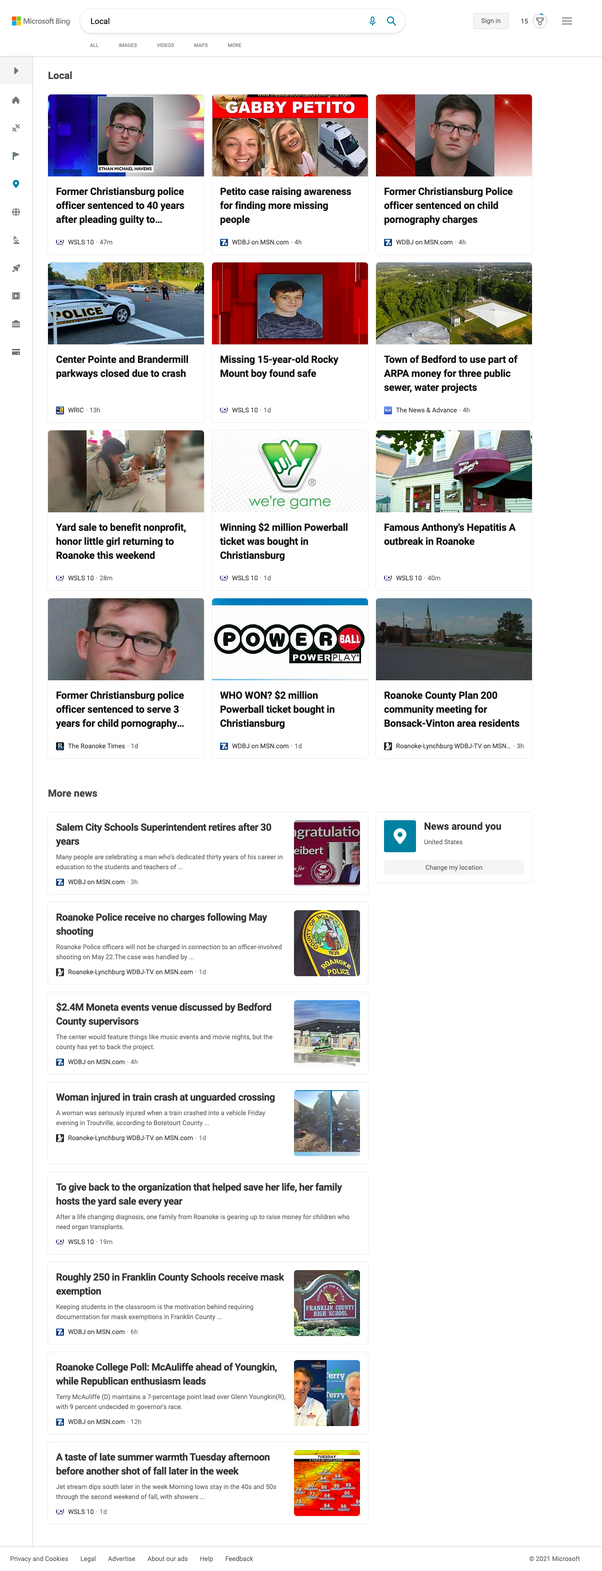 Microsoft Bing
Local
Sign in
15
ALL
IMAGES
VIDEOS
MAPS
MORE
Local
ETHAN MICHAEL HAVENS
Former Christiansburg police
officer sentenced to 40 years
after pleading guilty to...
WSLS 10 · 47m
GABBY PETITO
Petito case raising awareness
for finding more missing
people
WDBJ on MSN.com · 4h
Former Christiansburg Police
officer sentenced on child
pornography charges
WDBJ on MSN.com · 4h
POLICE
Center Pointe and Brandermill
parkways closed due to crash
WRIC · 13h
Missing 15-year-old Rocky
Mount boy found safe
WSLS 10 · 1d
Town of Bedford to use part of
ARPA money for three public
sewer, water projects
The News & Advance · 4h
Yard sale to benefit nonprofit,
honor little girl returning to
Roanoke this weekend
WSLS 10 · 28m
®
we're game
Winning $2 million Powerball
ticket was bought in
Christiansburg
WSLS 10 · 1d
Famous Anthony's Hepatitis A
outbreak in Roanoke
WSLS 10 · 40m
Former Christiansburg police
officer sentenced to serve 3
years for child pornography...
The Roanoke Times · 1d
POWER BALL
POWER PLAY
WHO WON? $2 million
Powerball ticket bought in
Christiansburg
WDBJ on MSN.com · 1d
Roanoke County Plan 200
community meeting for
Bonsack-Vinton area residents
Roanoke-Lynchburg WDBJ-TV on MSN... · 3h
More news
Salem City Schools Superintendent retires after 30
years
Many people are celebrating a man who's dedicated thirty years of his career in
education to the students and teachers of ...
WDBJ on MSN.com · 3h
ngratulatio
eibert
News around you
United States
Change my location
Roanoke Police receive no charges following May
shooting
Roanoke Police officers will not be charged in connection to an officer-involved
shooting on May 22.The case was handled by ...
Roanoke-Lynchburg WDBJ-TV on MSN.com · 1d
ROANOKE
POLICE
$2.4M Moneta events venue discussed by Bedford
County supervisors
The center would feature things like music events and movie nights, but the
county has yet to back the project.
WDBJ on MSN.com · 4h
Woman injured in train crash at unguarded crossing
A woman was seriously injured when a train crashed into a vehicle Friday
evening in Troutville, according to Botetourt County ...
Roanoke-Lynchburg WDBJ-TV on MSN.com · 1d
To give back to the organization that helped save her life, her family
hosts the yard sale every year
After a life changing diagnosis, one family from Roanoke is gearing up to raise money for children who
need organ transplants.
WSLS 10 · 19m
Roughly 250 in Franklin County Schools receive mask
exemption
Keeping students in the classroom is the motivation behind requiring
documentation for mask exemptions in Franklin County ...
WDBJ on MSN.com · 6h
FRANKLIN COUNTY
HIGH SCHOOL
Roanoke College Poll: McAuliffe ahead of Youngkin,
while Republican enthusiasm leads
Terry McAuliffe (D) maintains a 7-percentage point lead over Glenn Youngkin(R),
with 9 percent undecided in governor's race.
WDBJ on MSN.com · 12h
Terry
A taste of late summer warmth Tuesday afternoon
before another shot of fall later in the week
Jet stream dips south later in the week Morning lows stay in the 40s and 50s
through the second weekend of fall, with showers ...
WSLS 10 · 1d
TUESDAY
Privacy and Cookies
Legal
Advertise
About our ads
Help
Feedback
© 2021 Microsoft